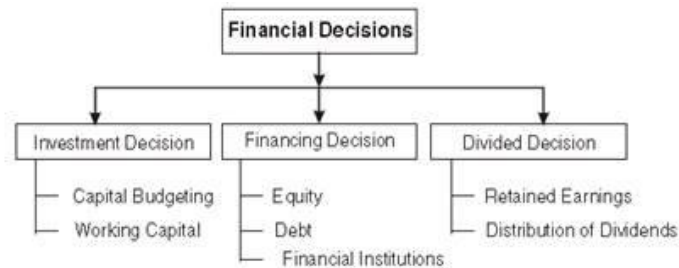 Financial Decisions
Investment Decision
Capital Budgeting
Working Capital
Financing Decision
Equity
Debt
Financial Institutions
Divided Decision
Retained Earnings
Distribution of Dividends